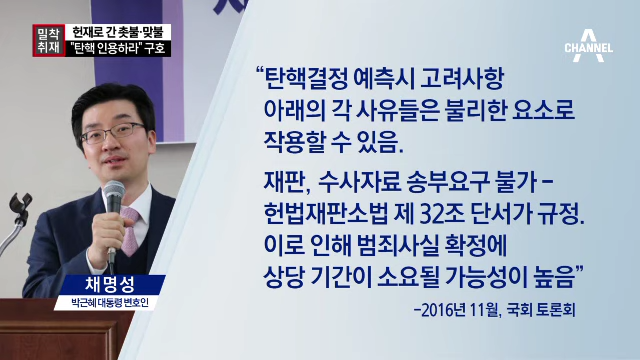 밀착
취재
헌재로 간 촛불·맞불
"탄핵 인용하라" 구호
CHANNEL A
“탄핵결정 예측시 고려사항
아래의 각 사유들은 불리한 요소로
작용할 수 있음.
재판, 수사자료 송부요구 불가 –
헌법재판소법 제 32조 단서가 규정.
이로 인해 범죄사실 확정에
상당 기간이 소요될 가능성이 높음”
–2016년 11월, 국회 토론회
채명성
박근혜 대통령 변호인